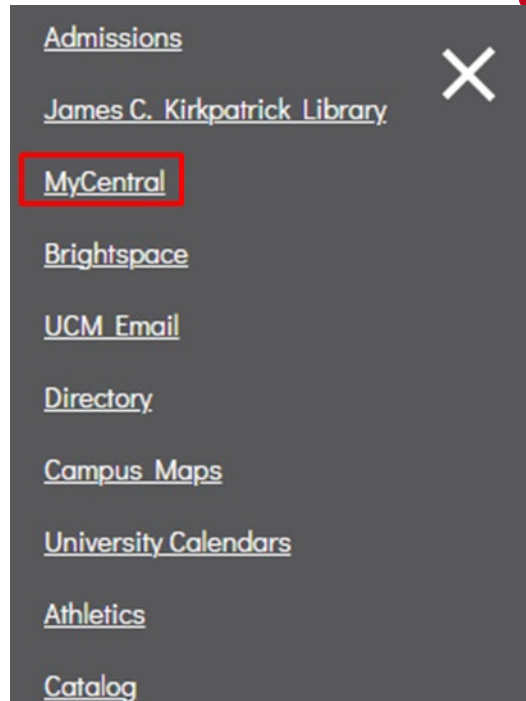 Admissions
James C. Kirkpatrick Library
MyCentral
Brightspace
UCM Email
Directory
Campus Maps
University Calendars
Athletics
Catalog